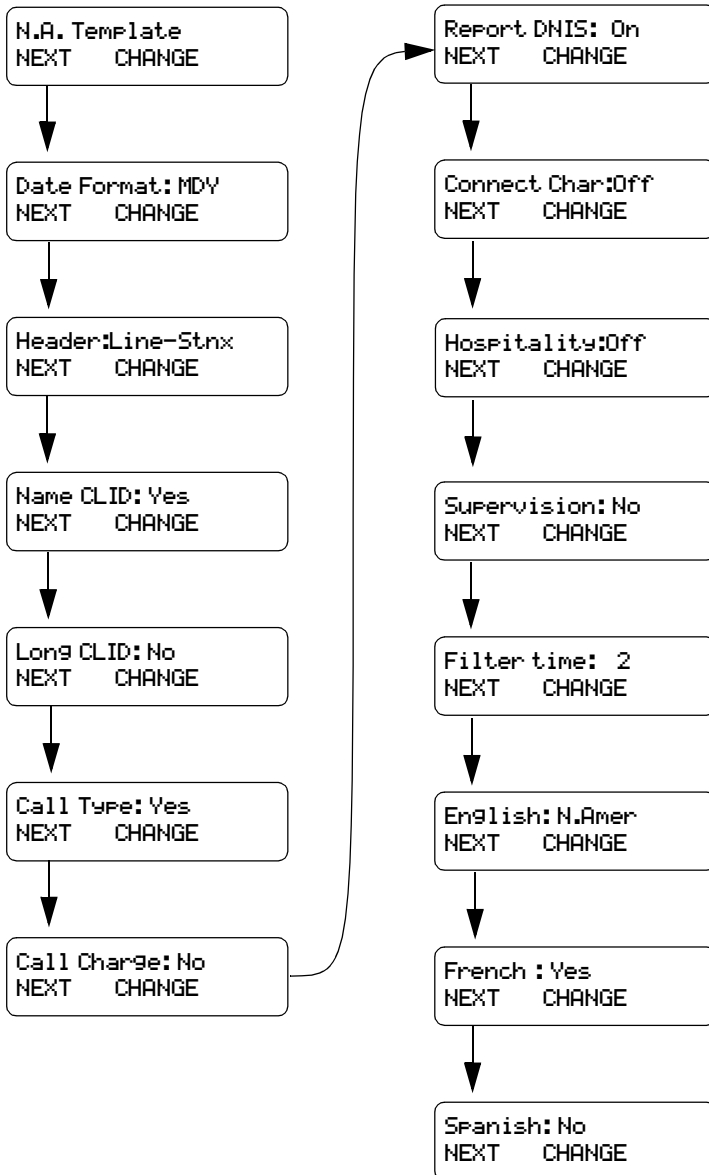 N.A. Template
NEXT CHANGE
Date Format: MDY
NEXT CHANGE
Header:Line-Stnx
NEXT CHANGE
Name CLID: Yes
NEXT CHANGE
Long CLID: No
NEXT CHANGE
Call Type: Yes
NEXT CHANGE
Call Charge: No
NEXT CHANGE
Report DNIS: On
NEXT CHANGE
Connect Char:Off
NEXT CHANGE
Hospitality:Off
NEXT CHANGE
Supervision: No
NEXT CHANGE
Filter time: 2
NEXT CHANGE
English: N.Amer
NEXT CHANGE
French : Yes
NEXT CHANGE
Spanish: No
NEXT CHANGE